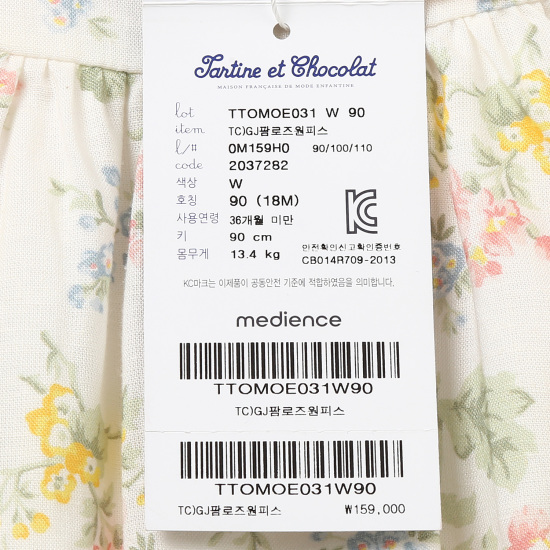 Tartine et Chocolat
MAISON FRANÇAISE DE MODE ENFANTINE
lot TTOMOE031 W 90
item TC)GJ팜로즈원피스
l/# 0M159H0 90/100/110
code 2037282
색상 W
호칭 90 (18M)
사용연령 36개월 미만
키 90 cm
몸무게 13.4 kg
안전확인신고확인증번호
CB014R709-2013
KC마크는 이제품이 공동안전 기준에 적합하였음을 의미합니다.
medience
TTOMOE031W90
TC)GJ팜로즈원피스
TTOMOE031W90
TC)GJ팜로즈원피스 ₩159,000